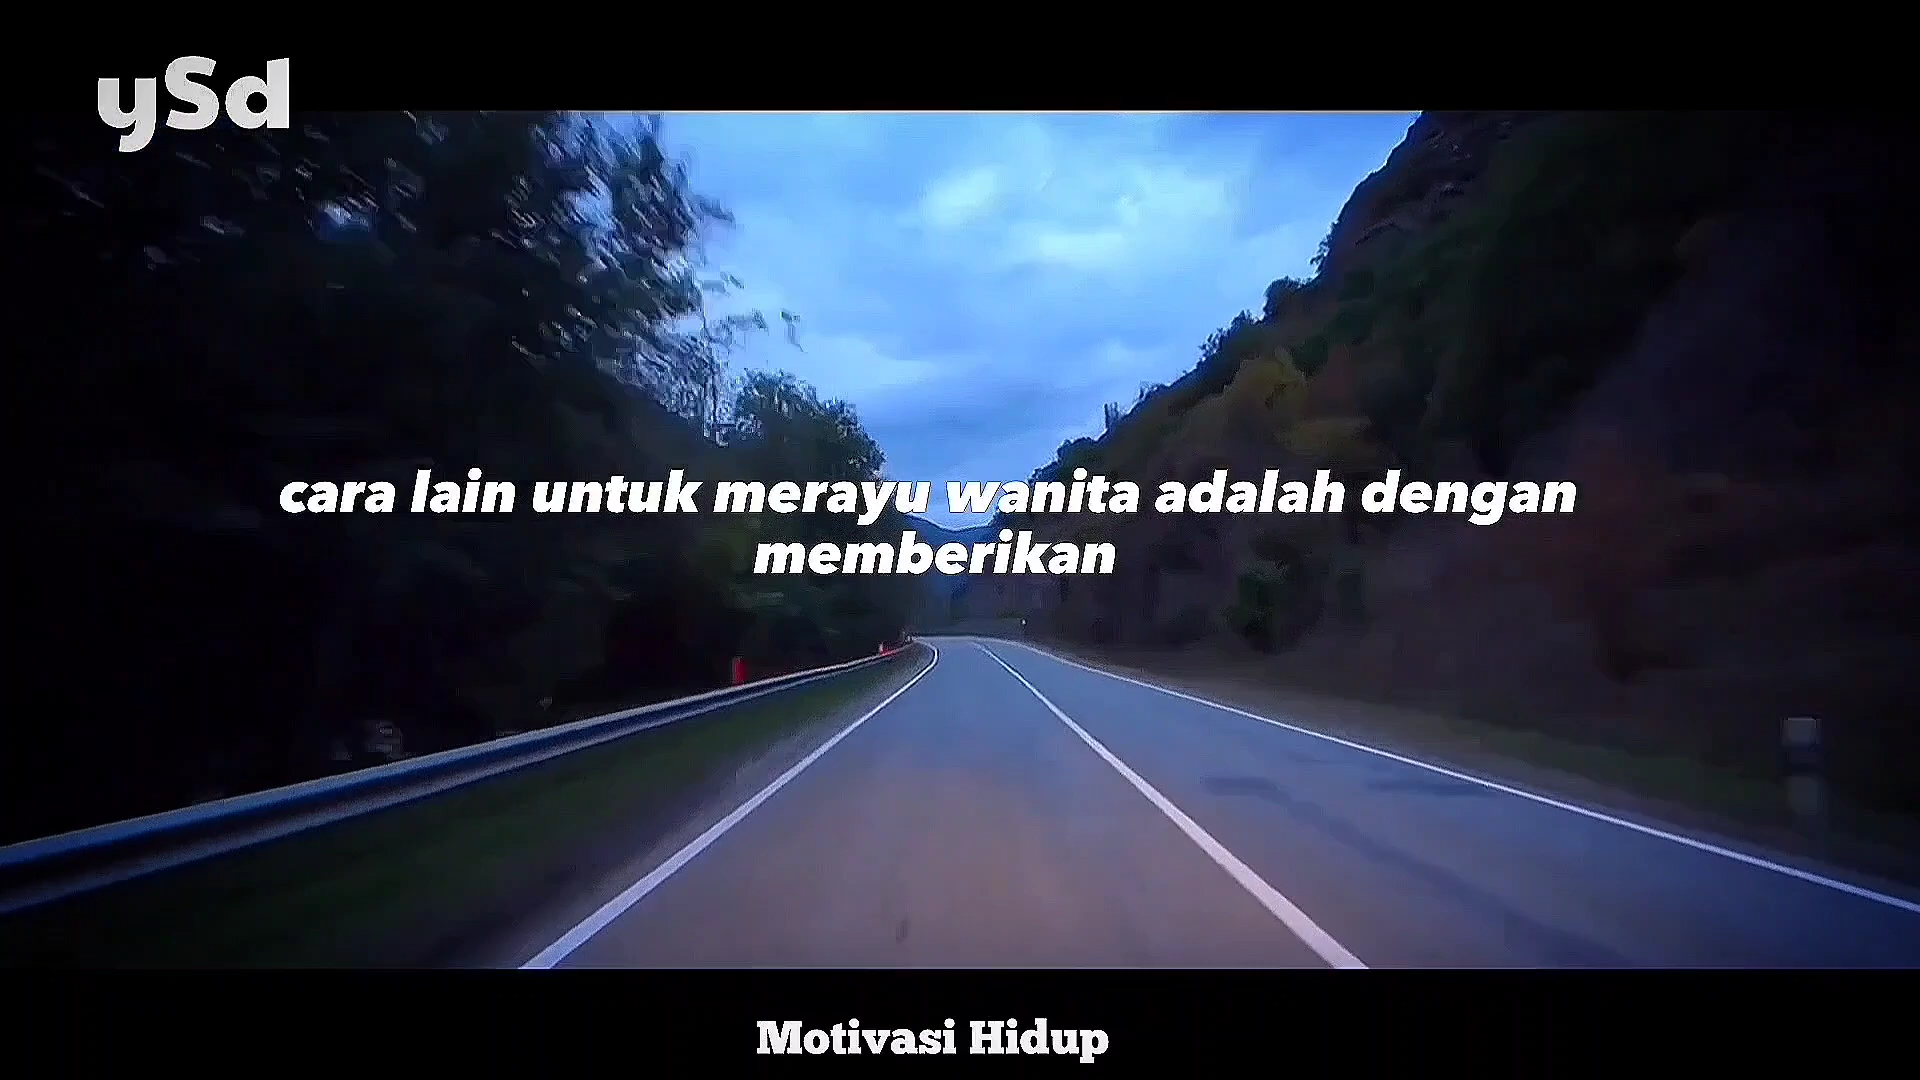 ySd
cara lain untuk merayu wanita adalah dengan
memberikan
Motivasi Hidup